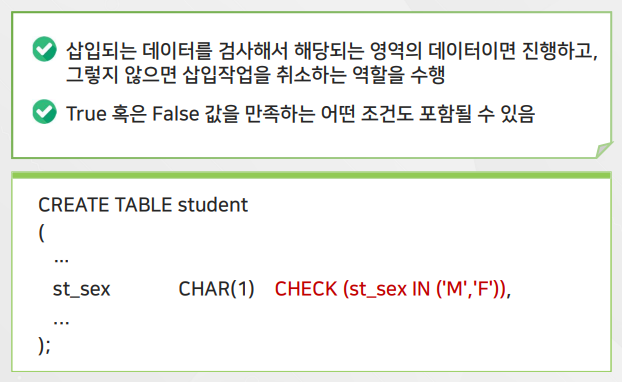 삽입되는 데이터를 검사해서 해당되는 영역의 데이터이면 진행하고,
그렇지 않으면 삽입작업을 취소하는 역할을 수행
True 혹은 False 값을 만족하는 어떤 조건도 포함될 수 있음
CREATE TABLE student
(
...
st_sex CHAR(1) CHECK (st_sex IN ('M','F')),
...
);